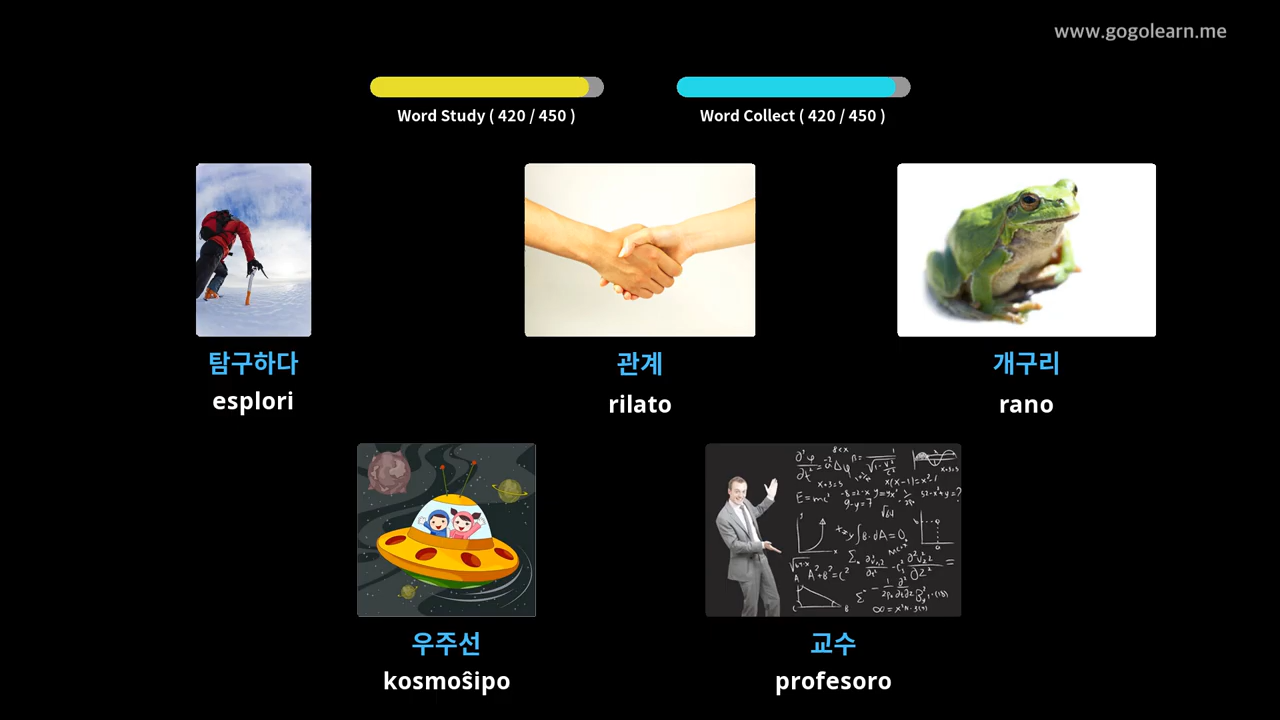 www.gogolearn.me
Word Study ( 420 / 450 )
Word Collect ( 420 / 450 )
탐구하다
esplori
관계
rilato
개구리
rano
우주선
kosmoŝipo
교수
profesoro